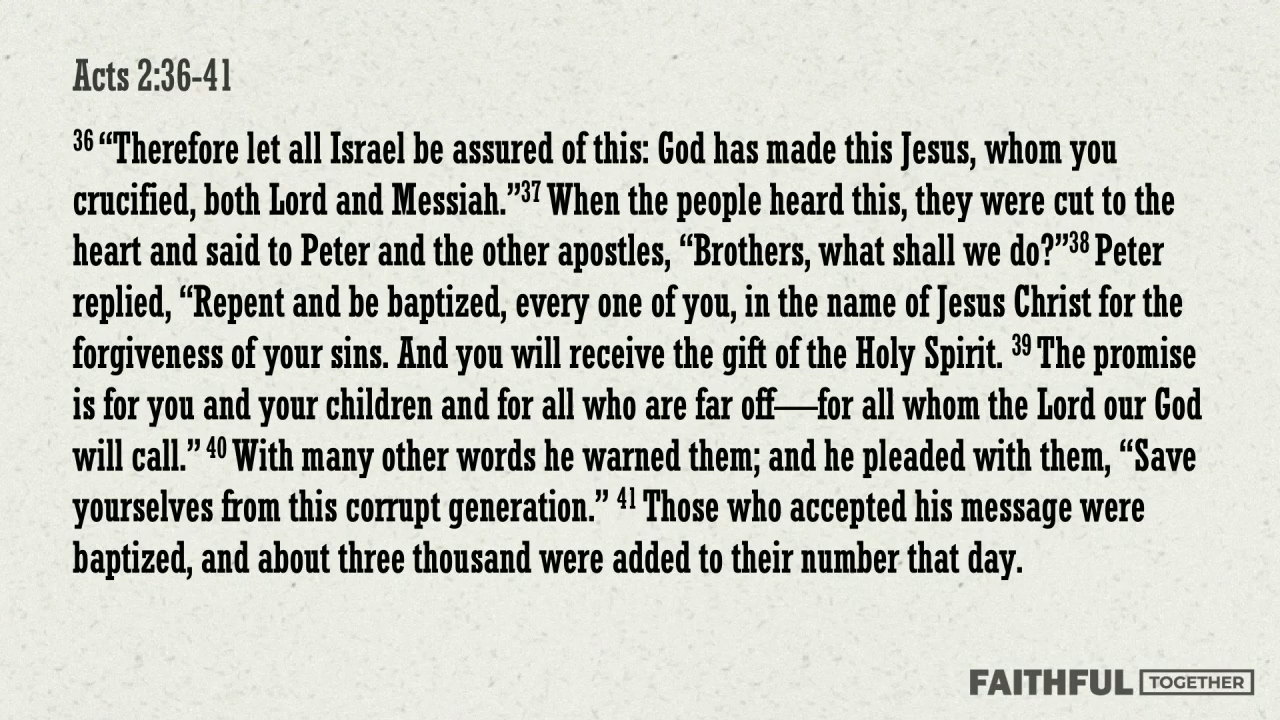 Acts 2:36-41
36 “Therefore let all Israel be assured of this: God has made this Jesus, whom you
crucified, both Lord and Messiah.”37 When the people heard this, they were cut to the
heart and said to Peter and the other apostles, “Brothers, what shall we do?”38 Peter
replied, “Repent and be baptized, every one of you, in the name of Jesus Christ for the
forgiveness of your sins. And you will receive the gift of the Holy Spirit. 39 The promise
is for you and your children and for all who are far off—for all whom the Lord our God
will call.” 40 With many other words he warned them; and he pleaded with them, “Save
yourselves from this corrupt generation.” 41 Those who accepted his message were
baptized, and about three thousand were added to their number that day.
FAITHFUL TOGETHER